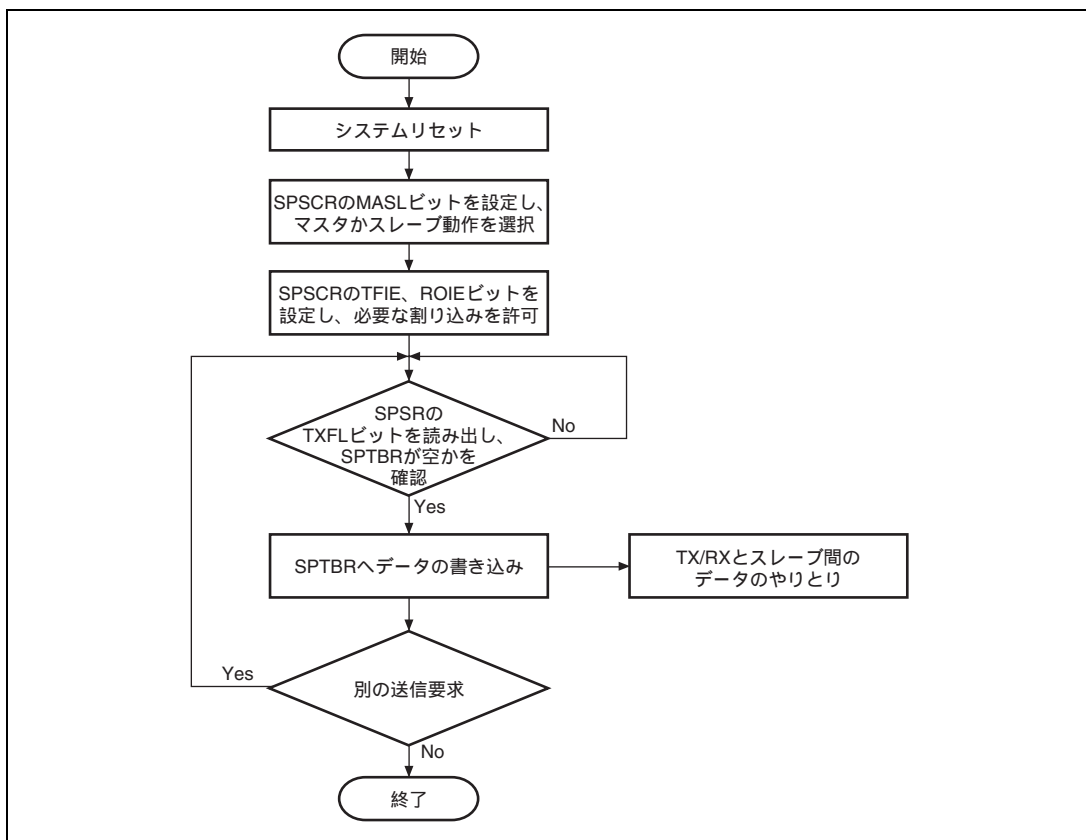 開始
システムリセット
SPSCRのMASLビットを設定し、
マスタかスレーブ動作を選択
SPSCRのTFIE、ROIEビットを
設定し、必要な割り込みを許可
SPSRの
TXFLビットを読み出し、
SPTBRが空かを
確認
No
Yes
SPTBRへデータの書き込み
TX/RXとスレーブ間の
データのやりとり
Yes
別の送信要求
No
終了